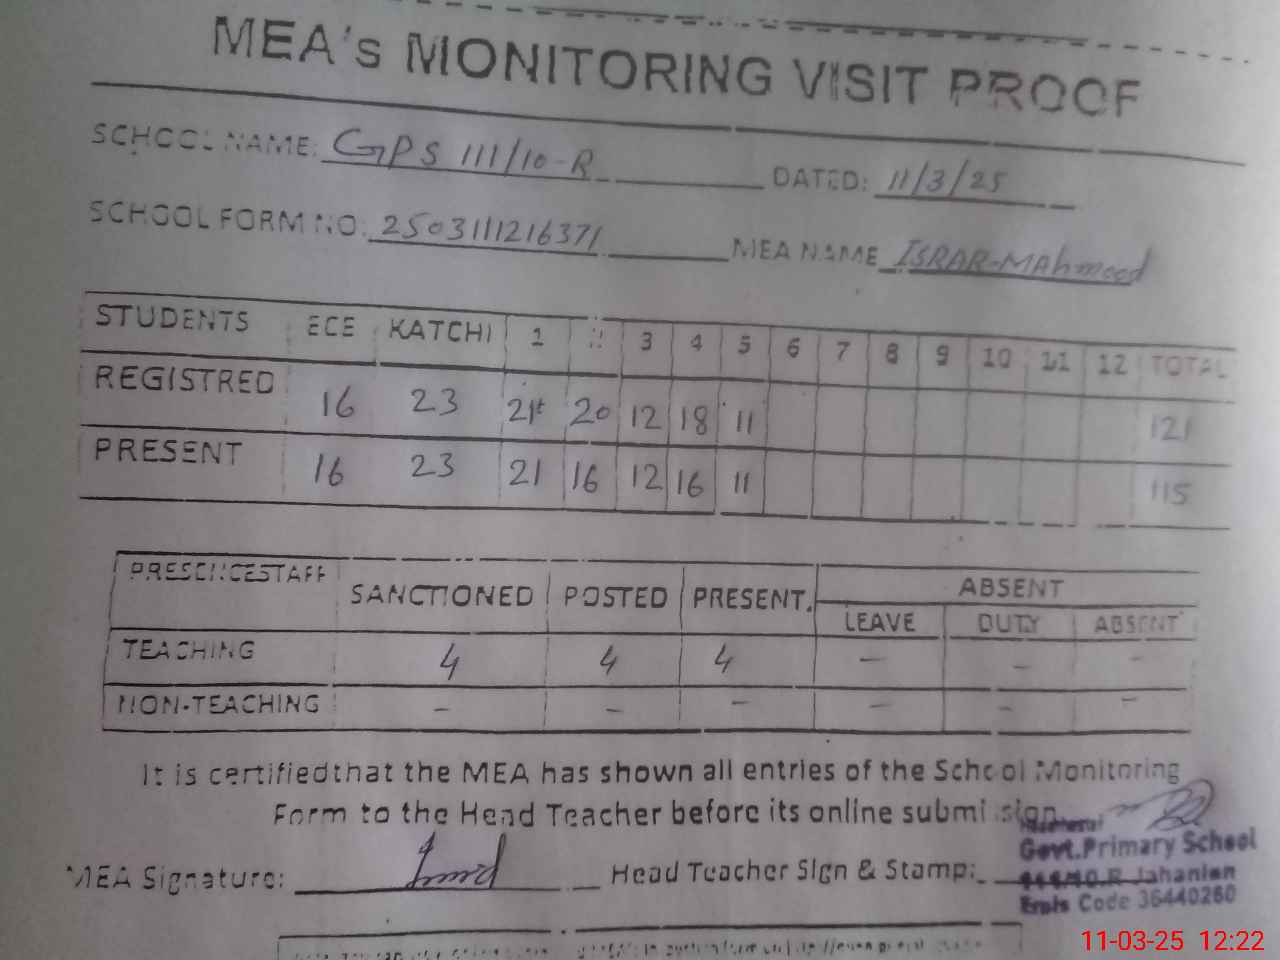 MEA's MONITORING VISIT PROOF
SCHOOL NAME: GPS 111/10-R DATED: 11/3/25
SCHOOL FORM NO. 2503111216371 MEA NAME ISRAR-MAhmood
STUDENTS ECE KATCHI 1 3 4 5 6 7 8 9 10 11 12 TOTAL
REGISTRED 16 23 21 20 12 18 11 121
PRESENT 16 23 21 16 12 16 11 115
PRESENCESTAFF SANCTIONED POSTED PRESENT. ABSENT
LEAVE DUTY ABSENT
TEACHING 4 4 4 – – –
NON-TEACHING – – – – – –
It is certified that the MEA has shown all entries of the School Monitoring
Form to the Head Teacher before its online submission
MEA Signature: Head Teacher Sign & Stamp:
Govt.Primary School
111/10.R Jahanian
Emis Code 36440260
11-03-25 12:22